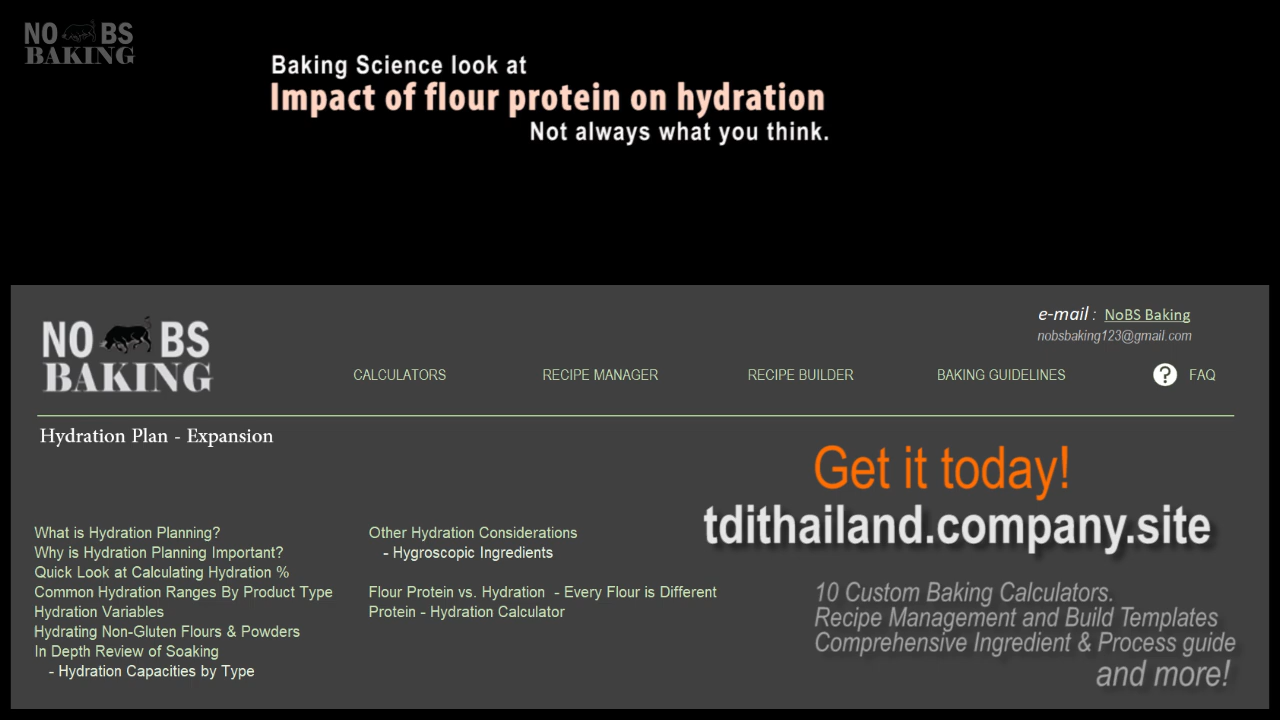 NO BS
BAKING
Baking Science look at
Impact of flour protein on hydration
Not always what you think.
NO BS
BAKING
e-mail : NoBS Baking
nobsbaking123@gmail.com
CALCULATORS RECIPE MANAGER RECIPE BUILDER BAKING GUIDELINES ? FAQ
Hydration Plan - Expansion
What is Hydration Planning?
Why is Hydration Planning Important?
Quick Look at Calculating Hydration %
Common Hydration Ranges By Product Type
Hydration Variables
Hydrating Non-Gluten Flours & Powders
In Depth Review of Soaking
- Hydration Capacities by Type
Other Hydration Considerations
- Hygroscopic Ingredients
Flour Protein vs. Hydration - Every Flour is Different
Protein - Hydration Calculator
Get it today!
tdithailand.company.site
10 Custom Baking Calculators.
Recipe Management and Build Templates
Comprehensive Ingredient & Process guide
and more!